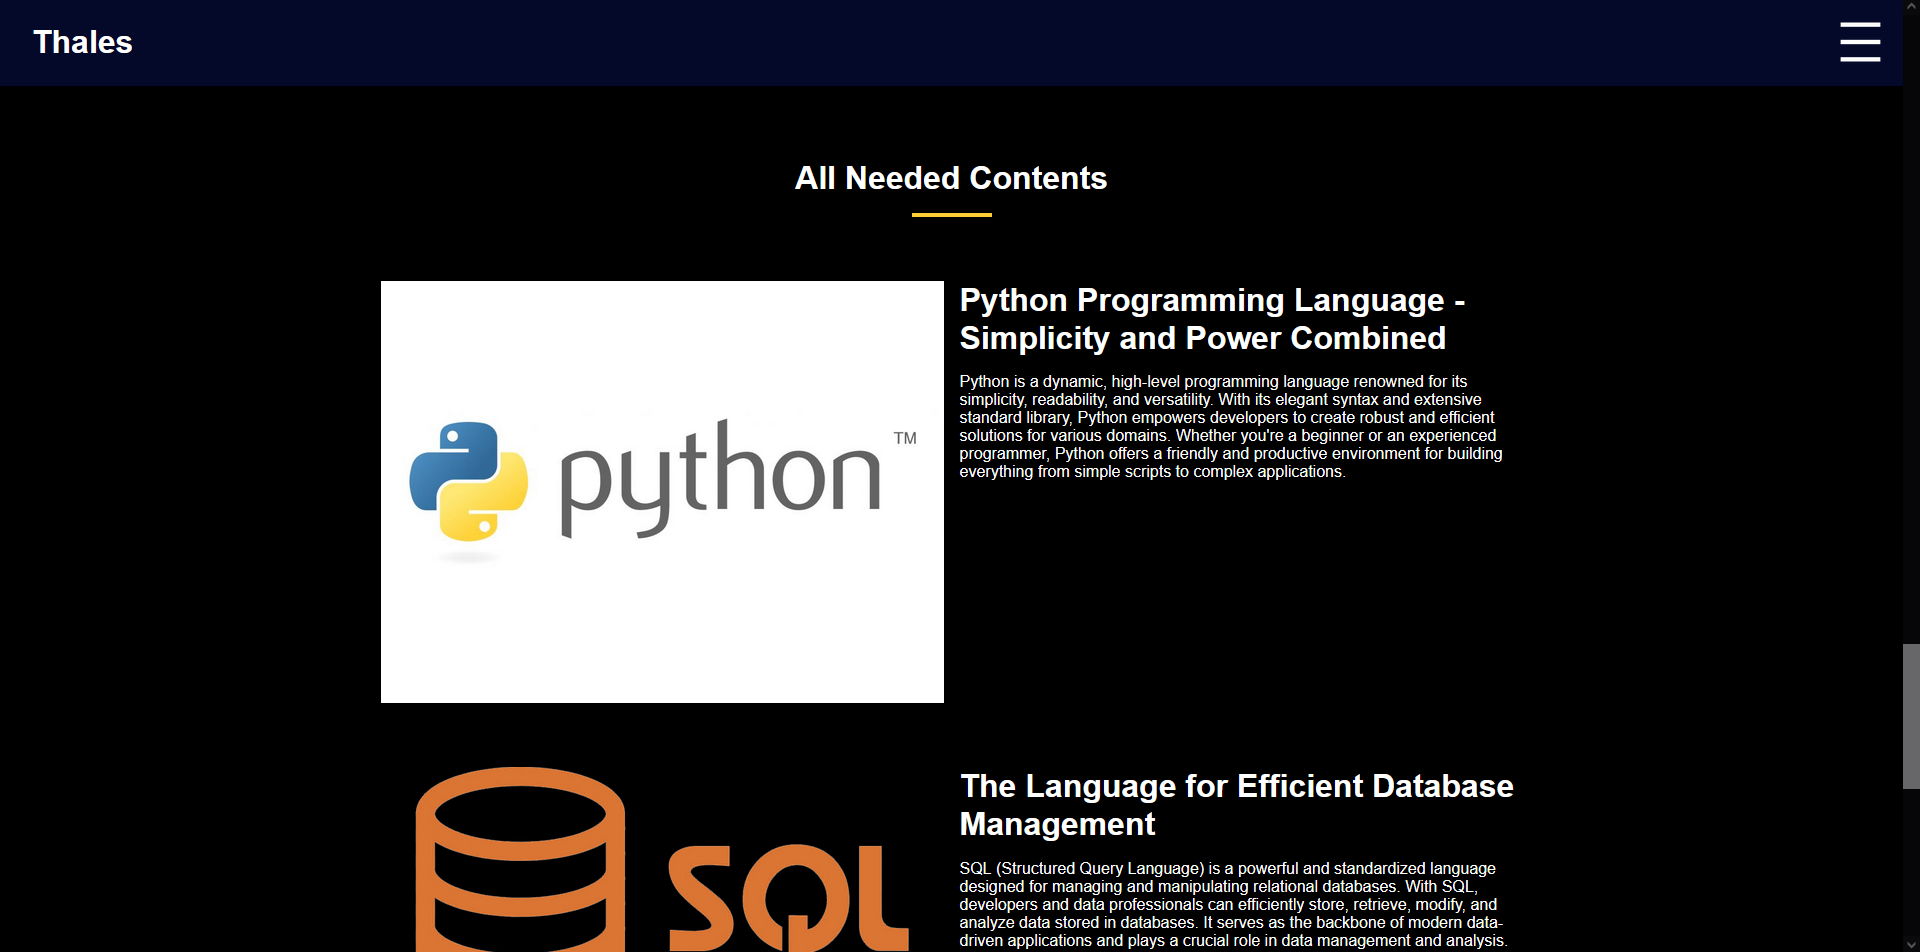 Thales
All Needed Contents
python TM
Python Programming Language -
Simplicity and Power Combined
Python is a dynamic, high-level programming language renowned for its
simplicity, readability, and versatility. With its elegant syntax and extensive
standard library, Python empowers developers to create robust and efficient
solutions for various domains. Whether you're a beginner or an experienced
programmer, Python offers a friendly and productive environment for building
everything from simple scripts to complex applications.
SQL
The Language for Efficient Database
Management
SQL (Structured Query Language) is a powerful and standardized language
designed for managing and manipulating relational databases. With SQL,
developers and data professionals can efficiently store, retrieve, modify, and
analyze data stored in databases. It serves as the backbone of modern data-
driven applications and plays a crucial role in data management and analysis.